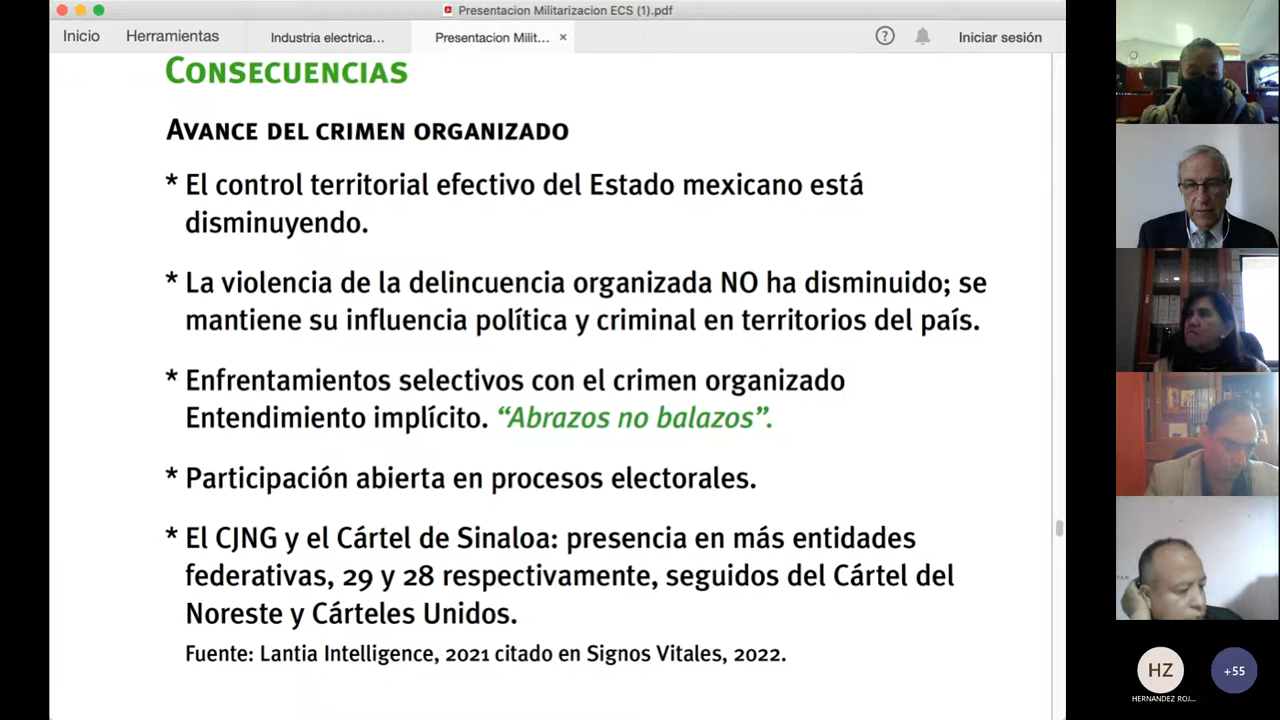 Presentacion Militarizacion ECS (1).pdf
Inicio
Herramientas
Industria electrica...
Presentacion Milit...
×
?
Iniciar sesión
CONSECUENCIAS
AVANCE DEL CRIMEN ORGANIZADO
* El control territorial efectivo del Estado mexicano está
disminuyendo.
* La violencia de la delincuencia organizada NO ha disminuido; se
mantiene su influencia política y criminal en territorios del país.
* Enfrentamientos selectivos con el crimen organizado
Entendimiento implícito. “Abrazos no balazos”.
* Participación abierta en procesos electorales.
* El CJNG y el Cártel de Sinaloa: presencia en más entidades
federativas, 29 y 28 respectivamente, seguidos del Cártel del
Noreste y Cárteles Unidos.
Fuente: Lantia Intelligence, 2021 citado en Signos Vitales, 2022.
HZ
HERNANDEZ ROJ...
+55